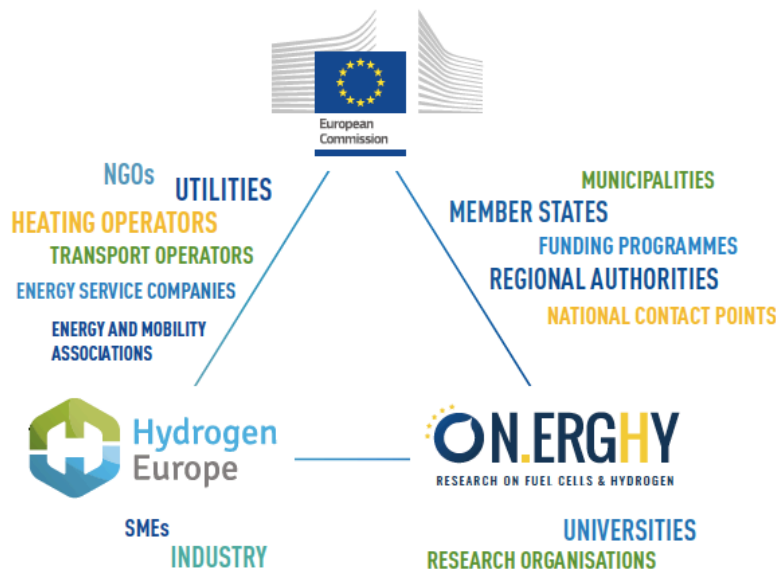 European
Commission
NGOs
UTILITIES
HEATING OPERATORS
TRANSPORT OPERATORS
ENERGY SERVICE COMPANIES
ENERGY AND MOBILITY
ASSOCIATIONS
MUNICIPALITIES
MEMBER STATES
FUNDING PROGRAMMES
REGIONAL AUTHORITIES
NATIONAL CONTACT POINTS
Hydrogen
Europe
ON.ERGHY
RESEARCH ON FUEL CELLS & HYDROGEN
SMEs
INDUSTRY
UNIVERSITIES
RESEARCH ORGANISATIONS